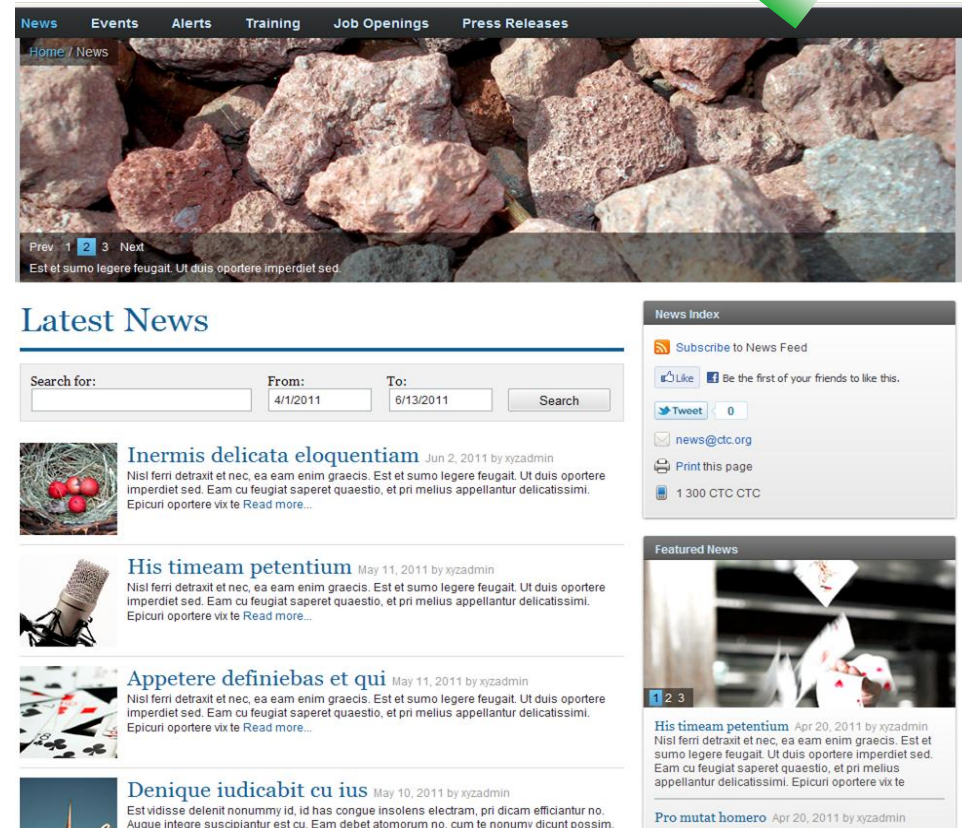 News Events Alerts Training Job Openings Press Releases
Home / News
Prev 1 2 3 Next
Est et sumo legere feugait. Ut duis oportere imperdiet sed.
Latest News
Search for: From: To:
4/1/2011 6/13/2011 Search
Inermis delicata eloquentiam Jun 2, 2011 by xyzadmin
Nisl ferri detraxit et nec, ea eam enim graecis. Est et sumo legere feugait. Ut duis oportere
imperdiet sed. Eam cu feugiat saperet quaestio, et pri melius appellantur delicatissimi.
Epicuri oportere vix te Read more...
His timeam petentium May 11, 2011 by xyzadmin
Nisl ferri detraxit et nec, ea eam enim graecis. Est et sumo legere feugait. Ut duis oportere
imperdiet sed. Eam cu feugiat saperet quaestio, et pri melius appellantur delicatissimi.
Epicuri oportere vix te Read more...
Appetere definiebas et qui May 11, 2011 by xyzadmin
Nisl ferri detraxit et nec, ea eam enim graecis. Est et sumo legere feugait. Ut duis oportere
imperdiet sed. Eam cu feugiat saperet quaestio, et pri melius appellantur delicatissimi.
Epicuri oportere vix te Read more...
Denique iudicabit cu ius May 10, 2011 by xyzadmin
Est vidisse delenit nonummy id, id has congue insolens electram, pri dicam efficiantur no.
Augue integre suscipiantur est cu. Eam debet atomorum no, cum te nonumy dicunt possim.
News Index
Subscribe to News Feed
Like Be the first of your friends to like this.
Tweet 0
news@ctc.org
Print this page
1 300 CTC CTC
Featured News
1 2 3
His timeam petentium Apr 20, 2011 by xyzadmin
Nisl ferri detraxit et nec, ea eam enim graecis. Est et
sumo legere feugait. Ut duis oportere imperdiet sed.
Eam cu feugiat saperet quaestio, et pri melius
appellantur delicatissimi. Epicuri oportere vix te
Pro mutat homero Apr 20, 2011 by xyzadmin